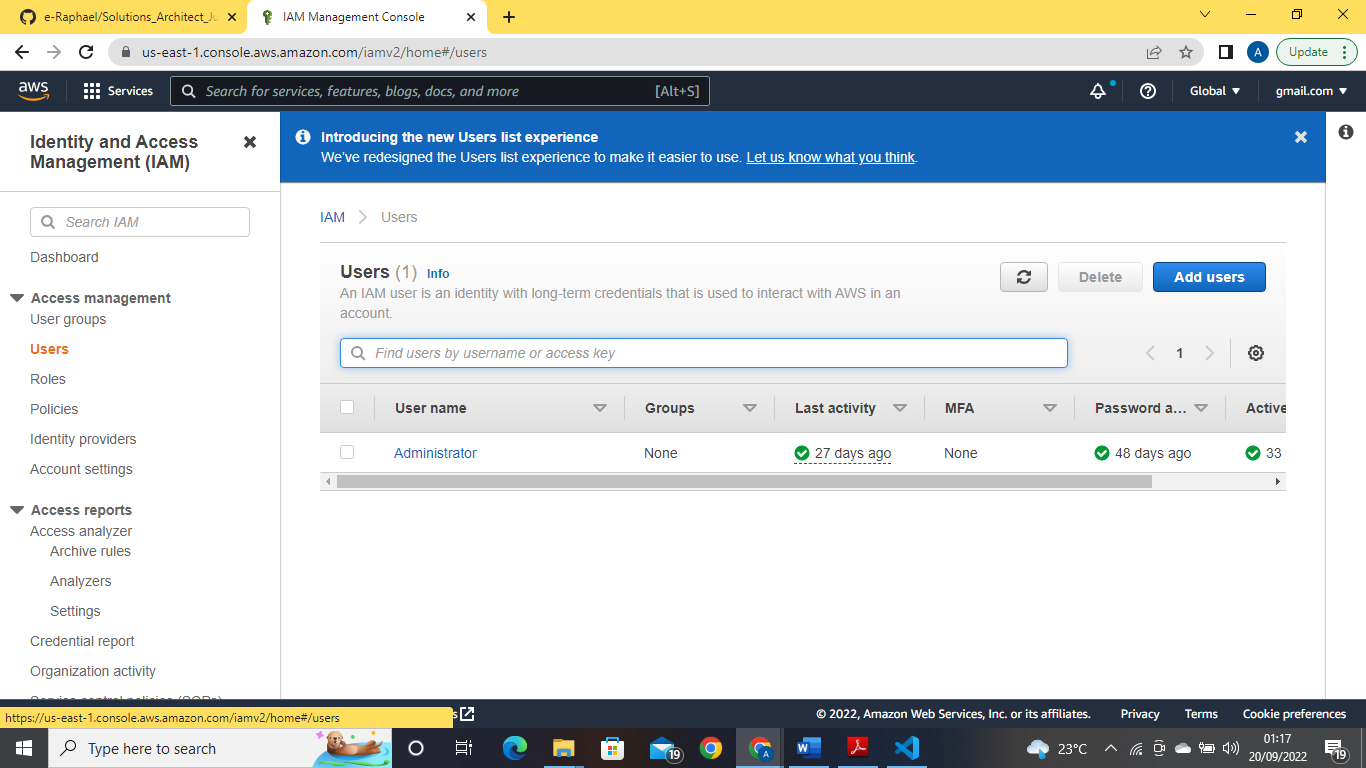 e-Raphael/Solutions_Architect_Ju
IAM Management Console
us-east-1.console.aws.amazon.com/iamv2/home#/users
A
Update
aws
Services
Search for services, features, blogs, docs, and more
[Alt+S]
Global
gmail.com
Identity and Access
Management (IAM)
Search IAM
Dashboard
Access management
User groups
Users
Roles
Policies
Identity providers
Account settings
Access reports
Access analyzer
Archive rules
Analyzers
Settings
Credential report
Organization activity
Service control policies (SCPs)
Introducing the new Users list experience
We've redesigned the Users list experience to make it easier to use. Let us know what you think.
IAM
Users
Users (1) Info
An IAM user is an identity with long-term credentials that is used to interact with AWS in an
account.
Delete
Add users
Find users by username or access key
1
User name Groups Last activity MFA Password a... Active
Administrator None 27 days ago None 48 days ago 33
https://us-east-1.console.aws.amazon.com/iamv2/home#/users
© 2022, Amazon Web Services, Inc. or its affiliates.
Privacy
Terms
Cookie preferences
Type here to search
19
A
23°C
01:17
20/09/2022
19